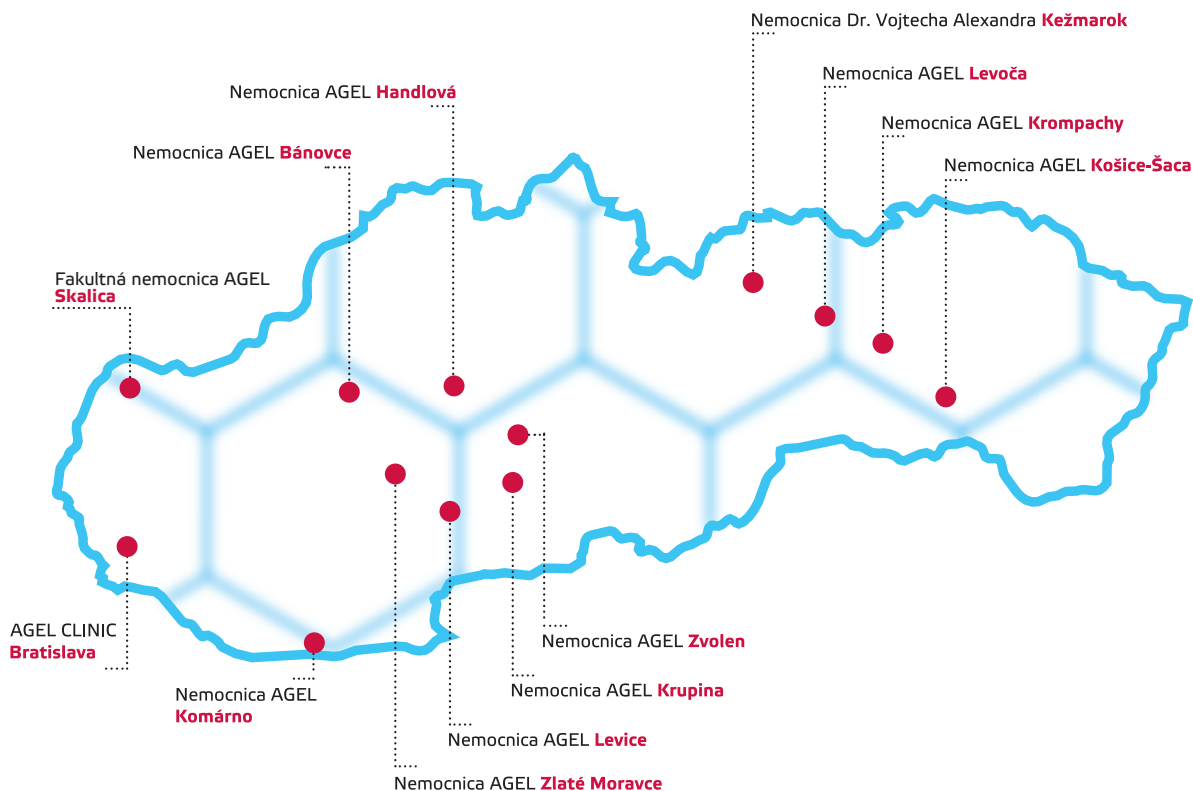 Nemocnica Dr. Vojtecha Alexandra Kežmarok
Nemocnica AGEL Levoča
Nemocnica AGEL Handlová
Nemocnica AGEL Krompachy
Nemocnica AGEL Bánovce
Nemocnica AGEL Košice-Šaca
Fakultná nemocnica AGEL
Skalica
AGEL CLINIC
Bratislava
Nemocnica AGEL Zvolen
Nemocnica AGEL
Komárno
Nemocnica AGEL Krupina
Nemocnica AGEL Levice
Nemocnica AGEL Zlaté Moravce